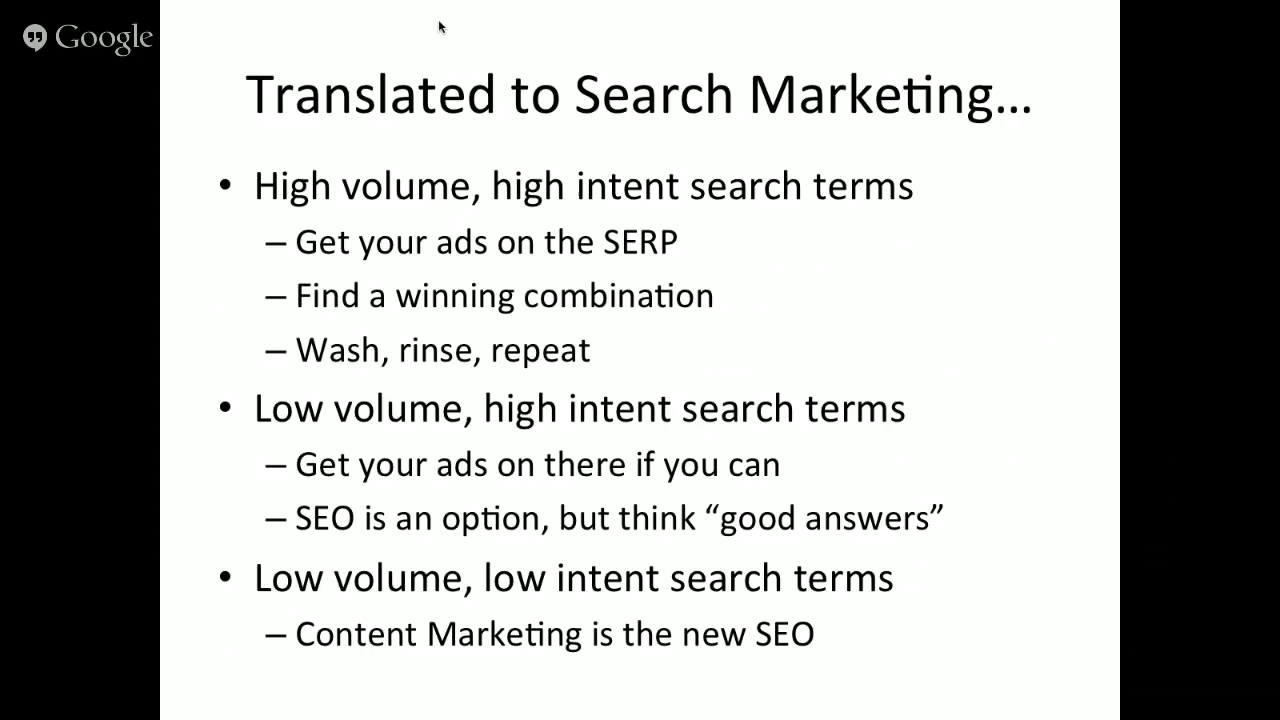 Google
Translated to Search Marketing...
• High volume, high intent search terms
– Get your ads on the SERP
– Find a winning combination
– Wash, rinse, repeat
• Low volume, high intent search terms
– Get your ads on there if you can
– SEO is an option, but think “good answers”
• Low volume, low intent search terms
– Content Marketing is the new SEO